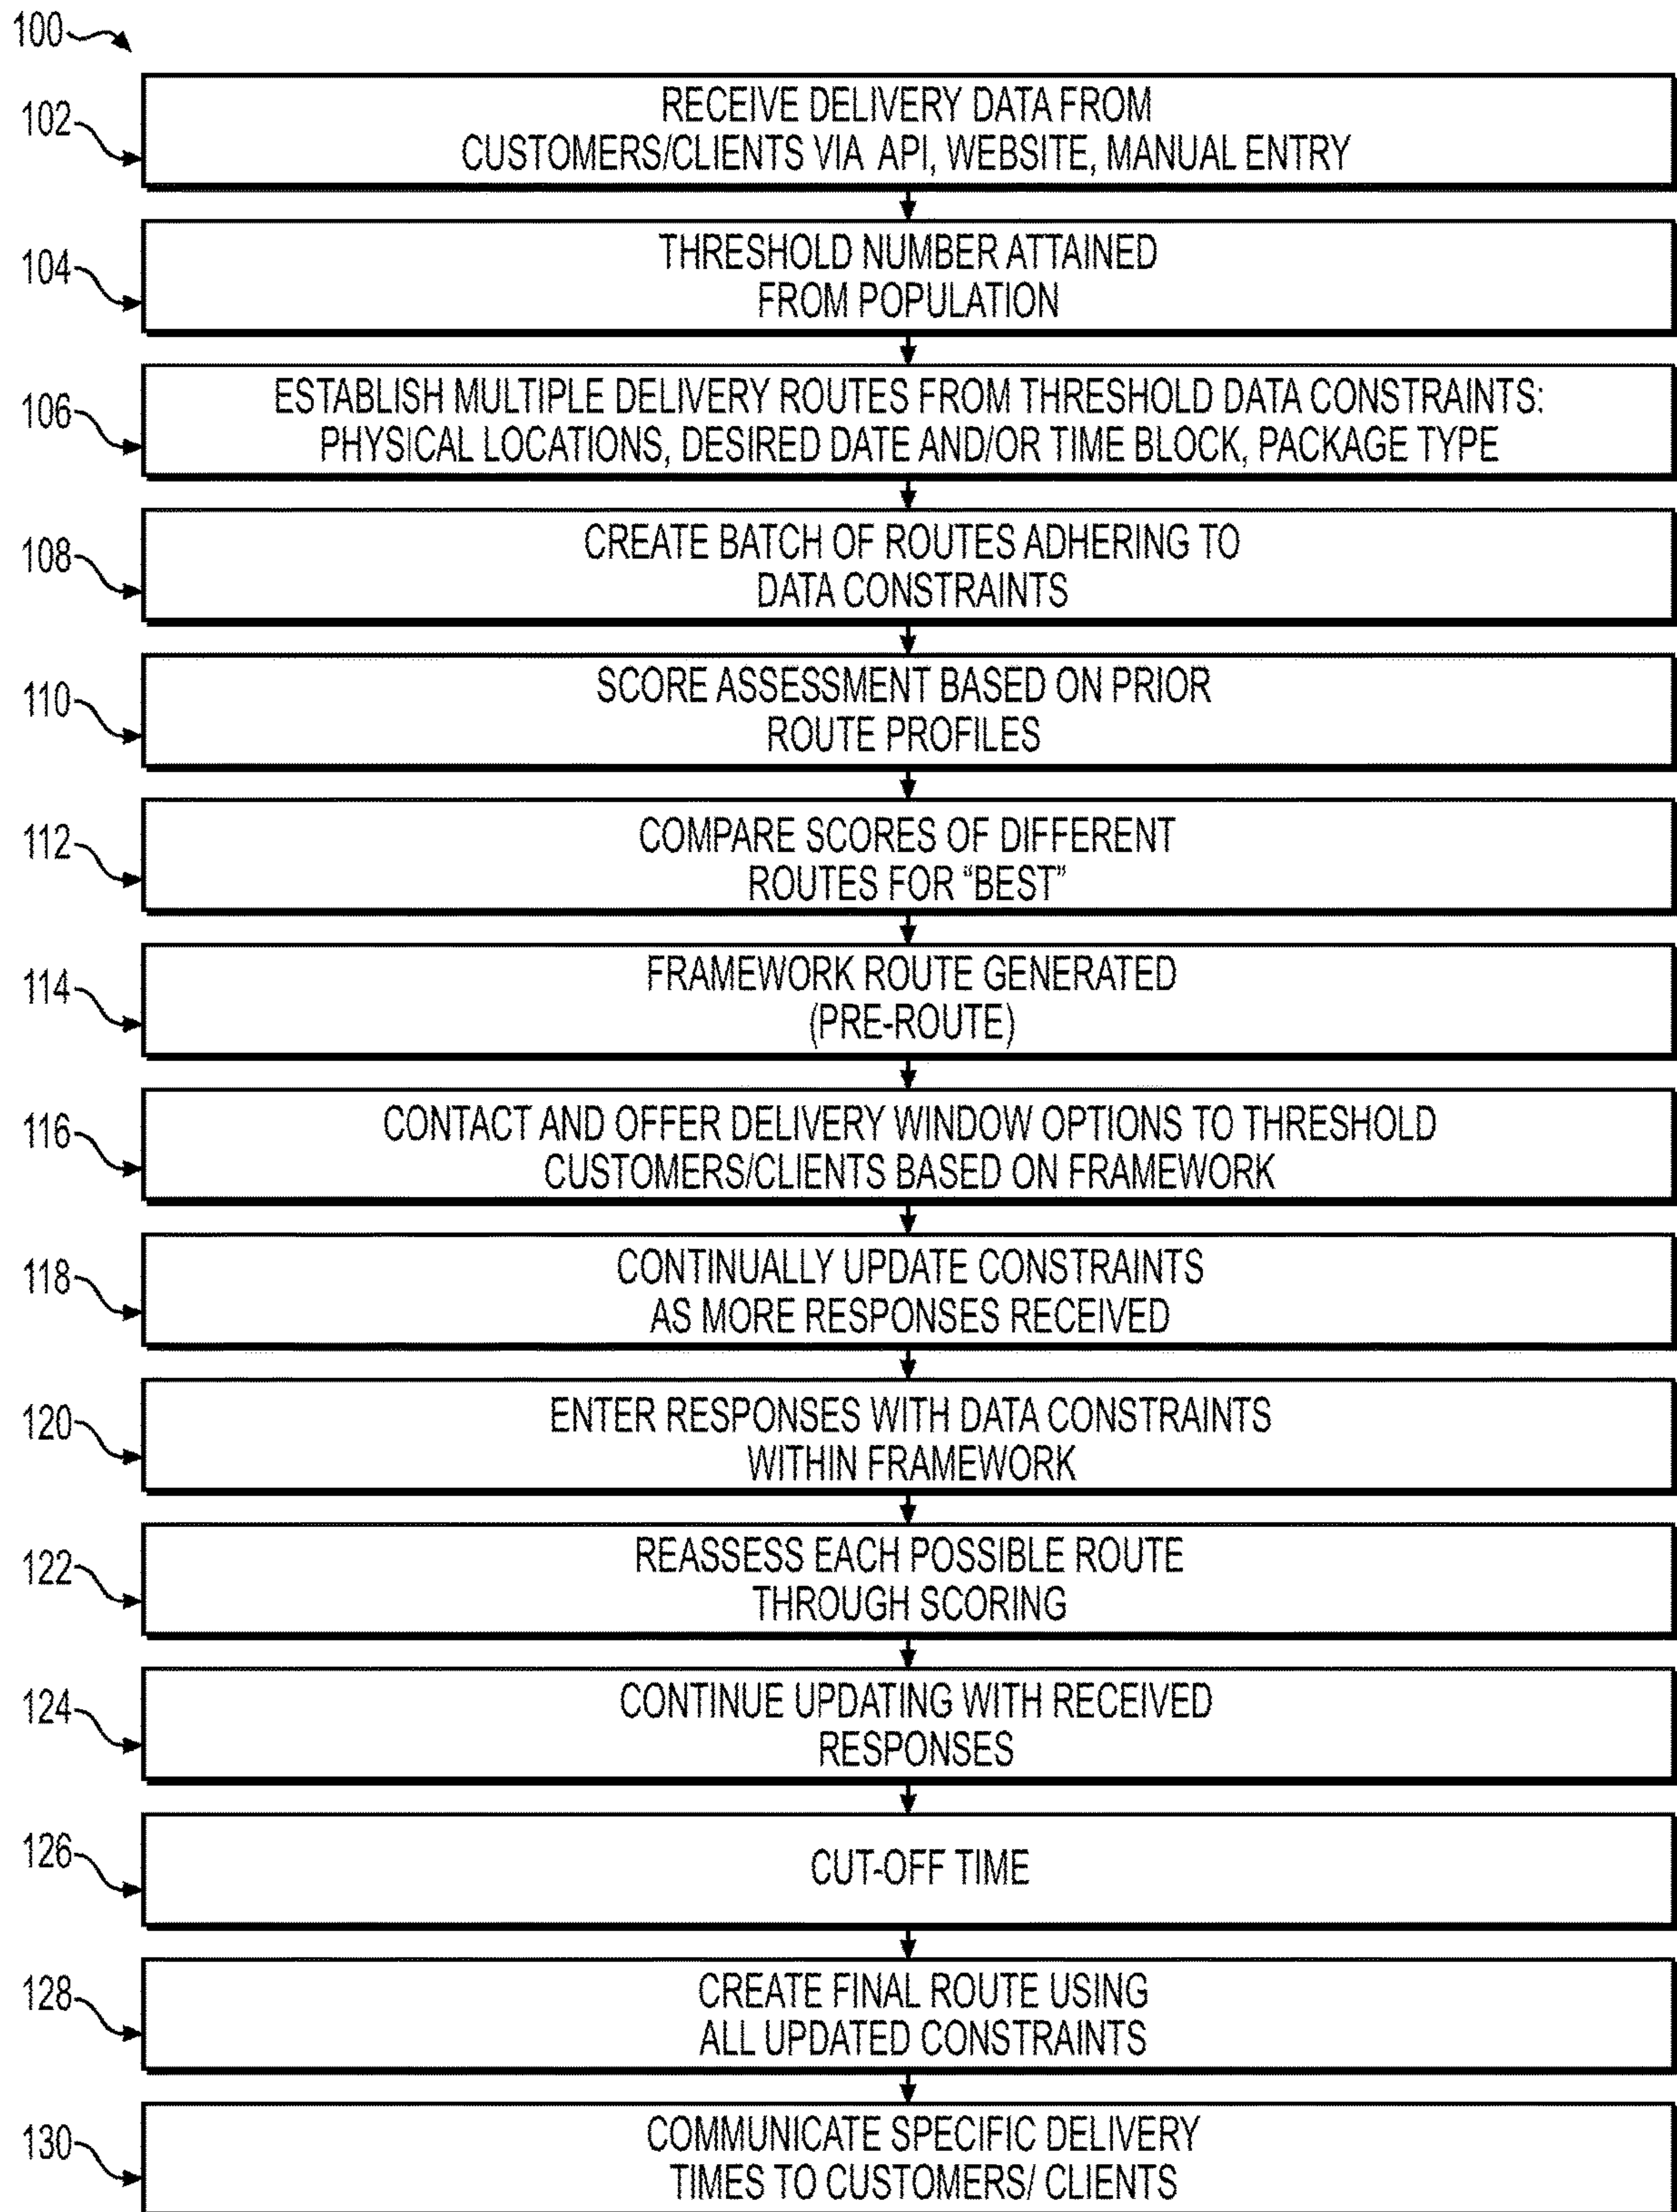 100
102
RECEIVE DELIVERY DATA FROM
CUSTOMERS/CLIENTS VIA API, WEBSITE, MANUAL ENTRY
104
THRESHOLD NUMBER ATTAINED
FROM POPULATION
106
ESTABLISH MULTIPLE DELIVERY ROUTES FROM THRESHOLD DATA CONSTRAINTS:
PHYSICAL LOCATIONS, DESIRED DATE AND/OR TIME BLOCK, PACKAGE TYPE
108
CREATE BATCH OF ROUTES ADHERING TO
DATA CONSTRAINTS
110
SCORE ASSESSMENT BASED ON PRIOR
ROUTE PROFILES
112
COMPARE SCORES OF DIFFERENT
ROUTES FOR “BEST”
114
FRAMEWORK ROUTE GENERATED
(PRE-ROUTE)
116
CONTACT AND OFFER DELIVERY WINDOW OPTIONS TO THRESHOLD
CUSTOMERS/CLIENTS BASED ON FRAMEWORK
118
CONTINUALLY UPDATE CONSTRAINTS
AS MORE RESPONSES RECEIVED
120
ENTER RESPONSES WITH DATA CONSTRAINTS
WITHIN FRAMEWORK
122
REASSESS EACH POSSIBLE ROUTE
THROUGH SCORING
124
CONTINUE UPDATING WITH RECEIVED
RESPONSES
126
CUT-OFF TIME
128
CREATE FINAL ROUTE USING
ALL UPDATED CONSTRAINTS
130
COMMUNICATE SPECIFIC DELIVERY
TIMES TO CUSTOMERS/ CLIENTS